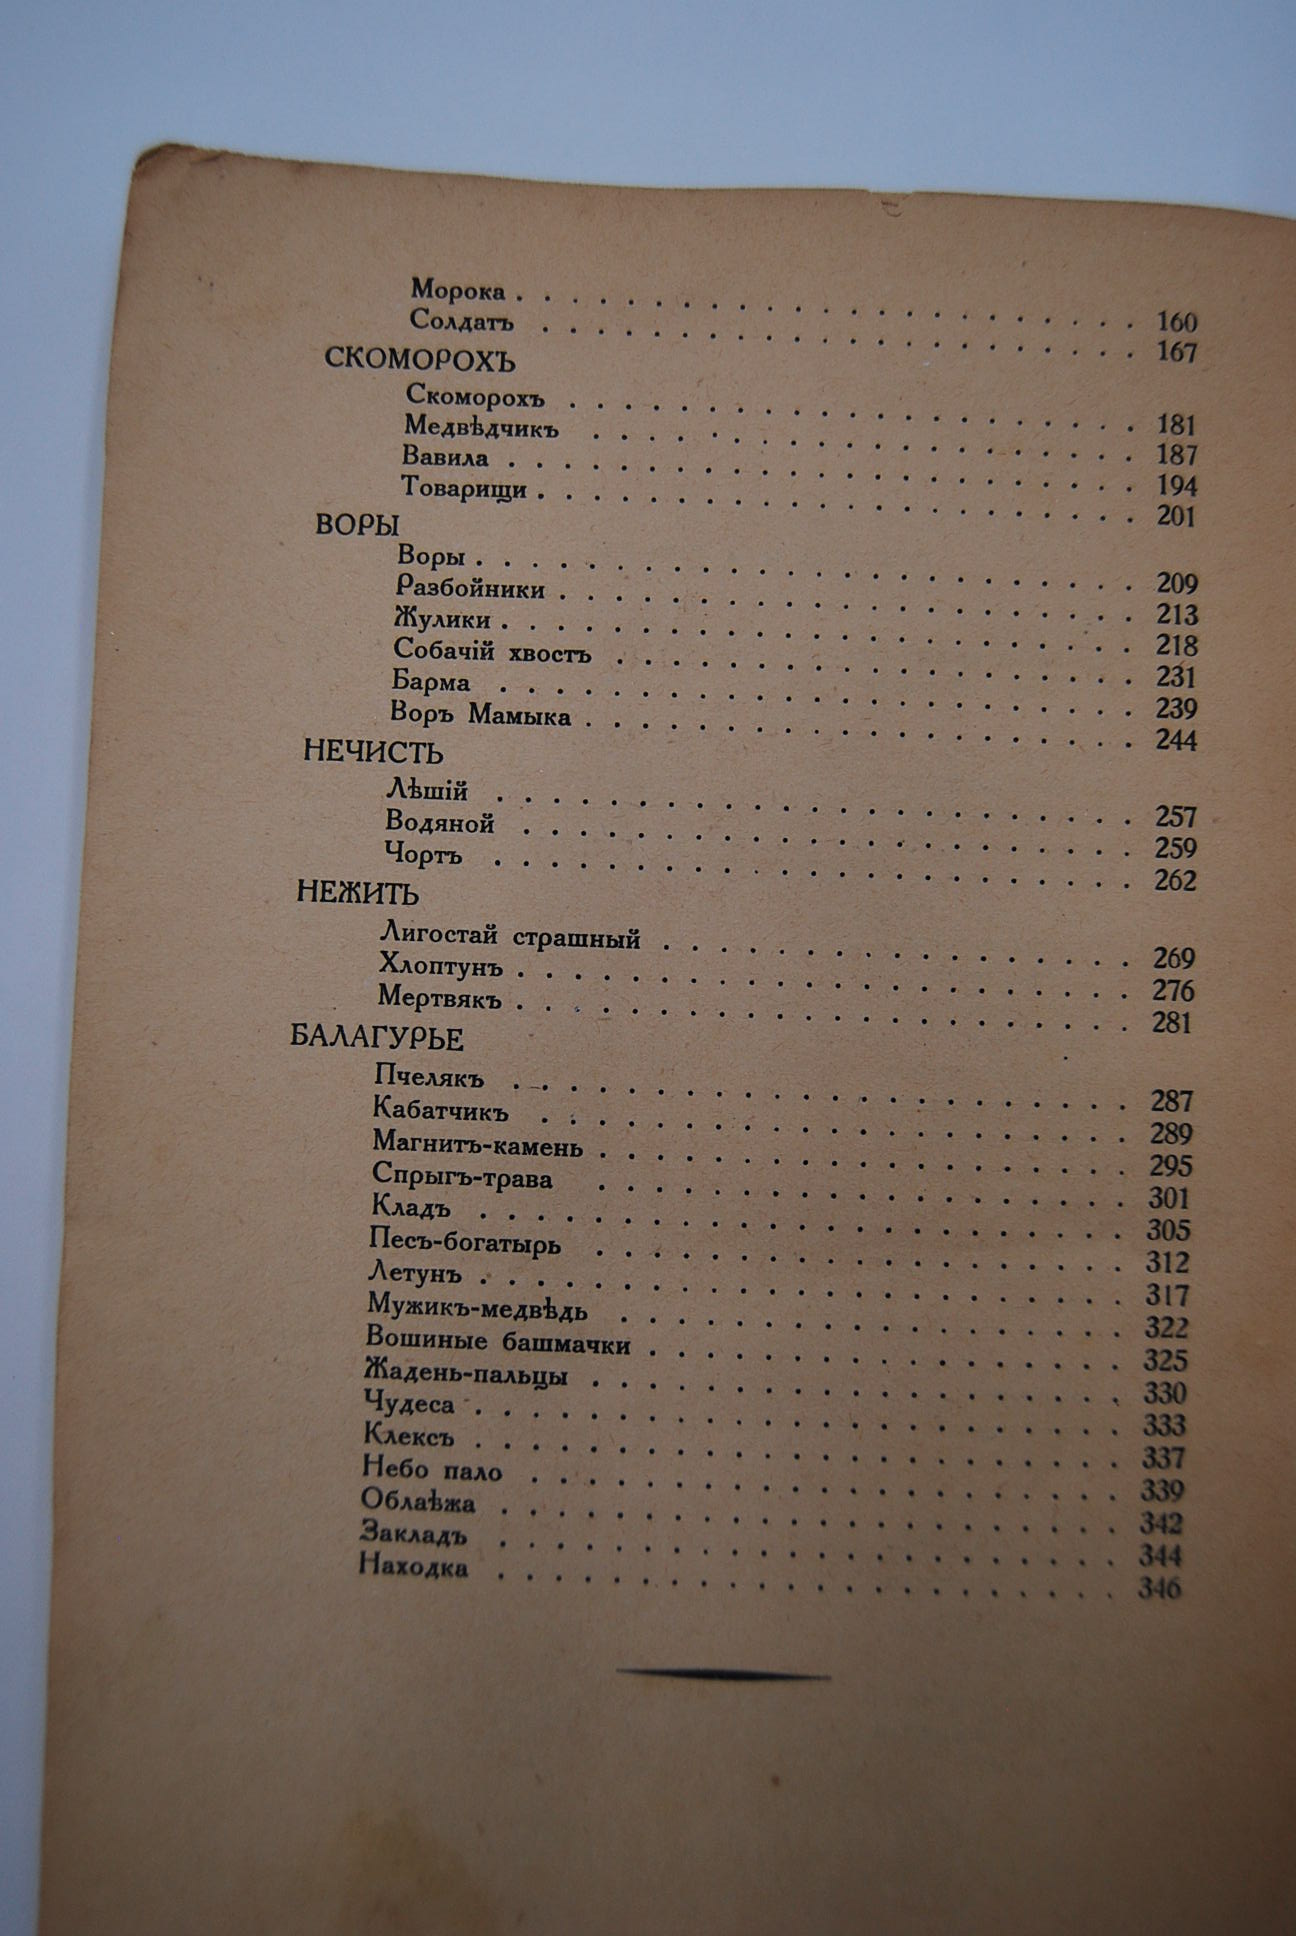 Морока . . . . . . . . . . . . . . . . . . . . . . 160
Солдатъ . . . . . . . . . . . . . . . . . . . . . 167
СКОМОРОХЪ
Скоморохъ . . . . . . . . . . . . . . . . . . . . 181
Медвѣдчикъ . . . . . . . . . . . . . . . . . . . . 187
Вавила . . . . . . . . . . . . . . . . . . . . . . 194
Товарищи . . . . . . . . . . . . . . . . . . . . . 201
ВОРЫ
Воры . . . . . . . . . . . . . . . . . . . . . . . 209
Разбойники . . . . . . . . . . . . . . . . . . . . 213
Жулики . . . . . . . . . . . . . . . . . . . . . . 218
Собачій хвостъ . . . . . . . . . . . . . . . . . . 231
Барма . . . . . . . . . . . . . . . . . . . . . . 239
Воръ Мамыка . . . . . . . . . . . . . . . . . . . 244
НЕЧИСТЬ
Лѣшій . . . . . . . . . . . . . . . . . . . . . . 257
Водяной . . . . . . . . . . . . . . . . . . . . . 259
Чортъ . . . . . . . . . . . . . . . . . . . . . . 262
НЕЖИТЬ
Лигостай страшный . . . . . . . . . . . . . . . . 269
Хлоптунъ . . . . . . . . . . . . . . . . . . . . . 276
Мертвякъ . . . . . . . . . . . . . . . . . . . . . 281
БАЛАГУРЬЕ
Пчелякъ . . . . . . . . . . . . . . . . . . . . . 287
Кабатчикъ . . . . . . . . . . . . . . . . . . . . 289
Магнитъ-камень . . . . . . . . . . . . . . . . . . 295
Спрыгъ-трава . . . . . . . . . . . . . . . . . . . 301
Кладъ . . . . . . . . . . . . . . . . . . . . . . 305
Песъ-богатырь . . . . . . . . . . . . . . . . . . 312
Летунъ . . . . . . . . . . . . . . . . . . . . . . 317
Мужикъ-медвѣдь . . . . . . . . . . . . . . . . . . 322
Вошиные башмачки . . . . . . . . . . . . . . . . . 325
Жадень-пальцы . . . . . . . . . . . . . . . . . . 330
Чудеса . . . . . . . . . . . . . . . . . . . . . . 333
Клексъ . . . . . . . . . . . . . . . . . . . . . . 337
Небо пало . . . . . . . . . . . . . . . . . . . . 339
Облаѣжа . . . . . . . . . . . . . . . . . . . . . 342
Закладъ . . . . . . . . . . . . . . . . . . . . . 344
Находка . . . . . . . . . . . . . . . . . . . . . 346